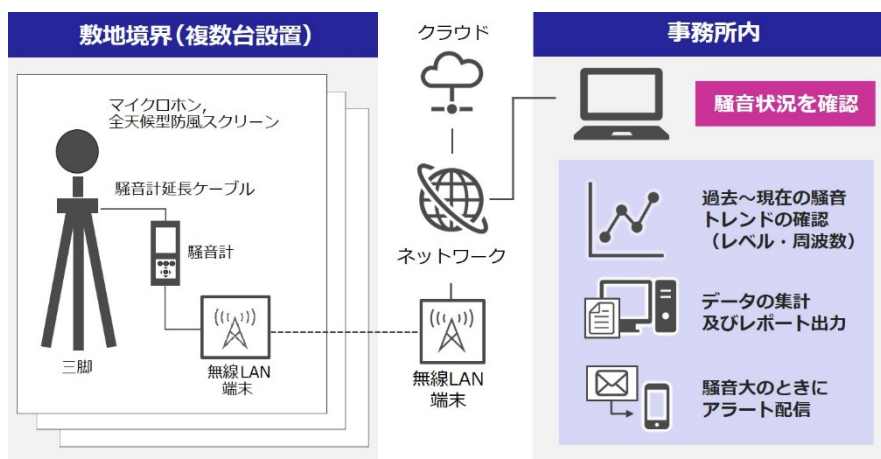 敷地境界(複数台設置)
マイクロホン,
全天候型防風スクリーン
騒音計延長ケーブル
騒音計
三脚
無線LAN
端末
クラウド
ネットワーク
無線LAN
端末
事務所内
騒音状況を確認
過去～現在の騒音
トレンドの確認
(レベル・周波数)
データの集計
及びレポート出力
騒音大のときに
アラート配信